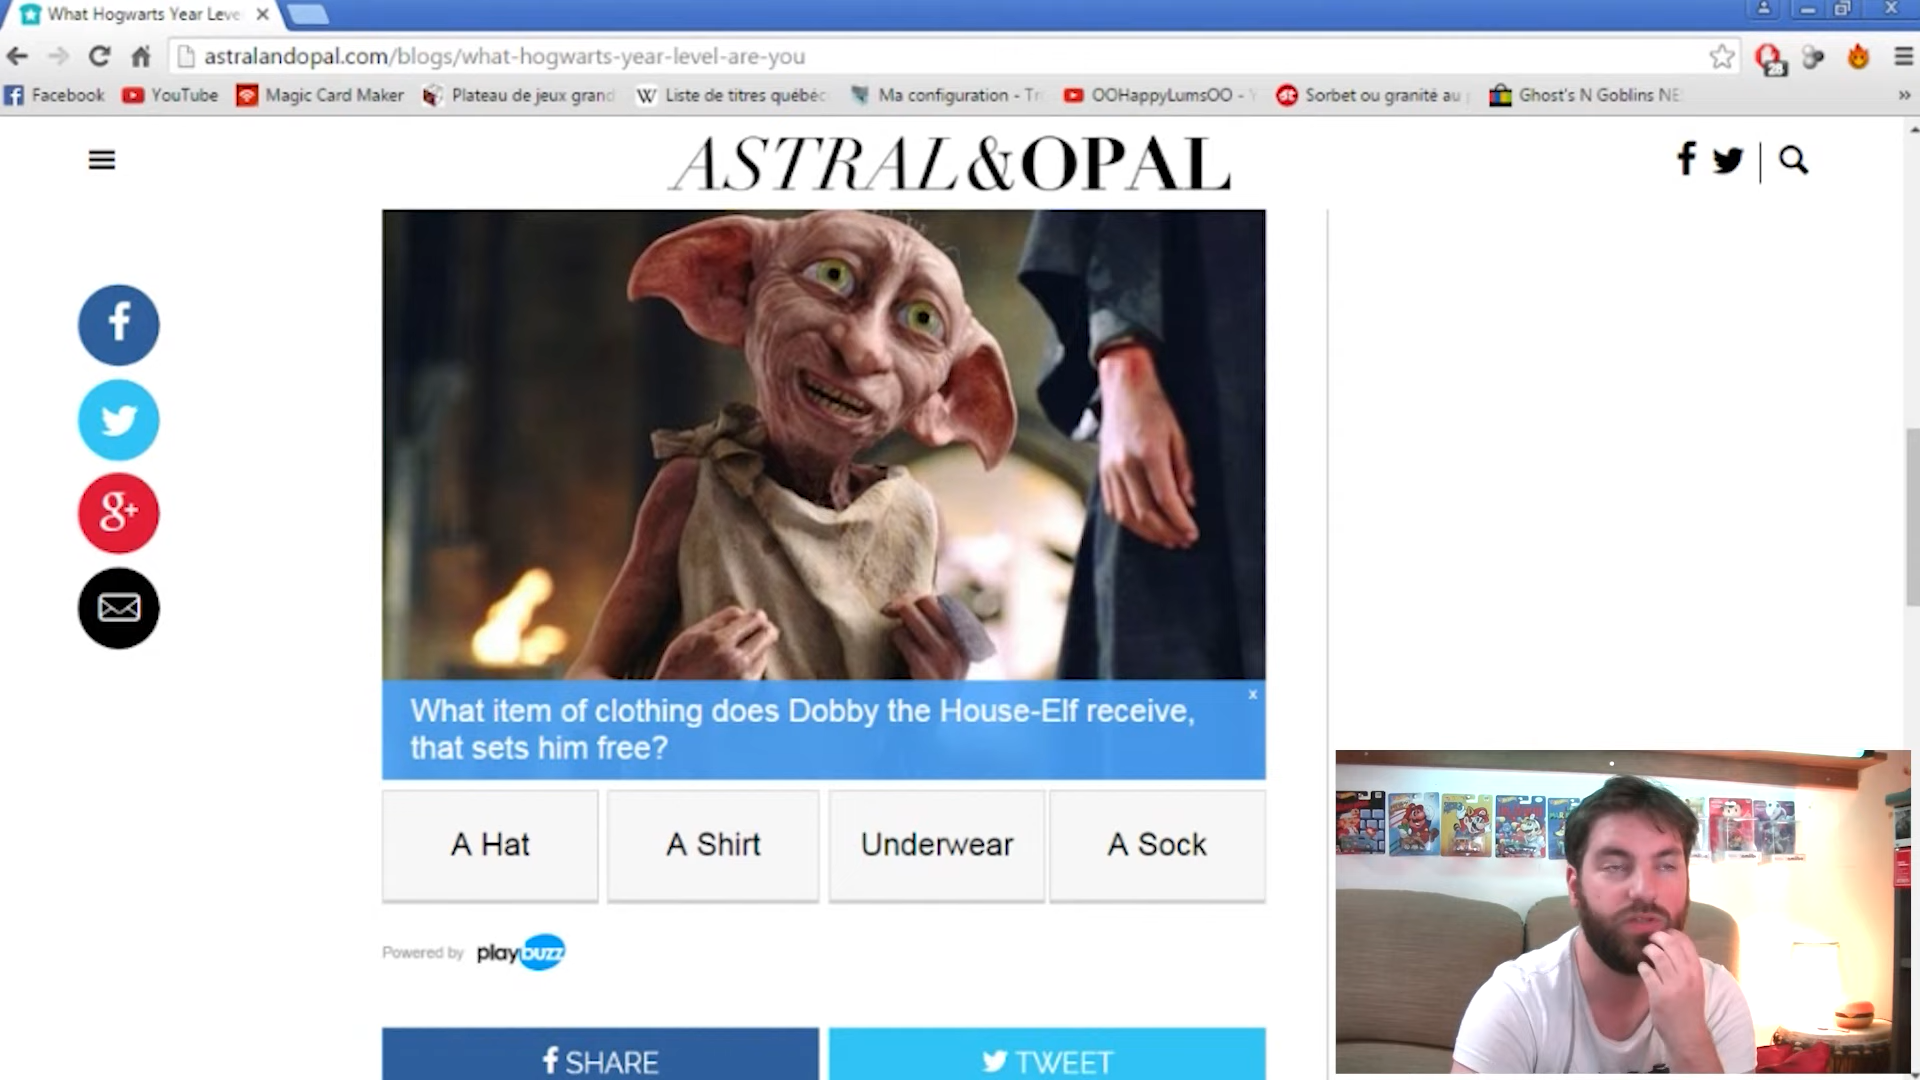 What Hogwarts Year Leve
astralandopal.com/blogs/what-hogwarts-year-level-are-you
28
Facebook
YouTube
Magic Card Maker
Plateau de jeux grand
Liste de titres québéc
Ma configuration - Tr
OOHappyLumsOO - Y
Sorbet ou granité au
Ghost's N Goblins NE
»
ASTRAL&OPAL
What item of clothing does Dobby the House-Elf receive,
that sets him free?
x
A Hat
A Shirt
Underwear
A Sock
Powered by playbuzz
SHARE
TWEET